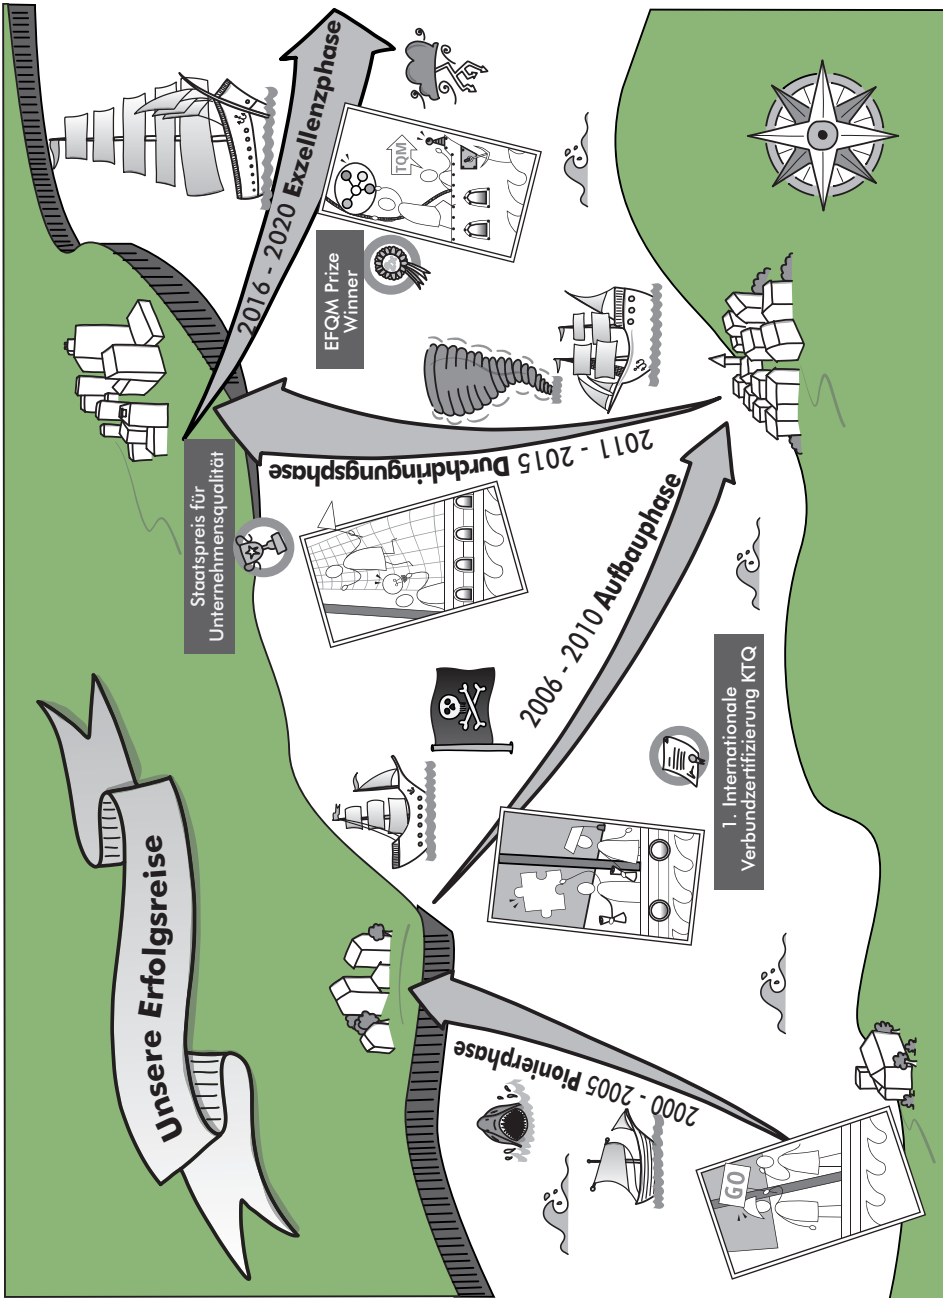 Unsere Erfolgsreise
2000 - 2005 Pionierphase
GO
2006 - 2010 Aufbauphase
1. Internationale
Verbundzertifizierung KTQ
2011 - 2015 Durchdringungsphase
Staatspreis für
Unternehmensqualität
2016 - 2020 Exzellenzphase
EFQM Prize
Winner
TQM